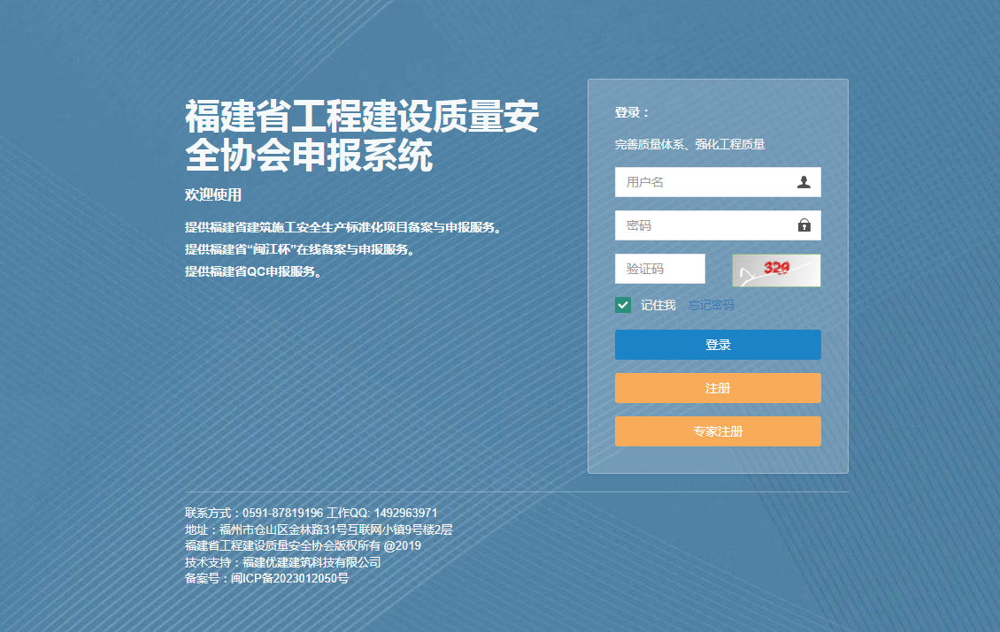 福建省工程建设质量安
全协会申报系统
欢迎使用
提供福建省建筑施工安全生产标准化项目备案与申报服务。
提供福建省“闽江杯”在线备案与申报服务。
提供福建省QC申报服务。
登录：
完善质量体系、强化工程质量
用户名
密码
验证码
329
记住我 忘记密码
登录
注册
专家注册
联系方式：0591-87819196 工作QQ: 1492963971
地址：福州市仓山区金林路31号互联网小镇9号楼2层
福建省工程建设质量安全协会版权所有 @2019
技术支持：福建优建建筑科技有限公司
备案号：闽ICP备2023012050号